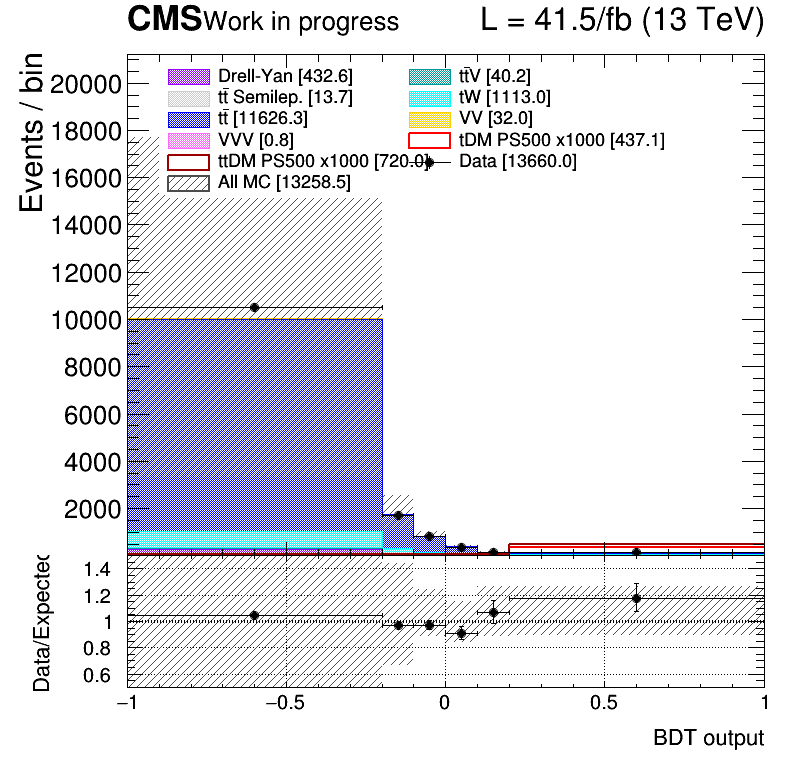 CMS Work in progress L = 41.5/fb (13 TeV)
Events / bin
20000
18000
16000
14000
12000
10000
8000
6000
4000
2000
Drell-Yan [432.6] tt̄V [40.2]
tt̄ Semilep. [13.7] tW [1113.0]
tt̄ [11626.3] VV [32.0]
VVV [0.8] tDM PS500 x1000 [437.1]
ttDM PS500 x1000 [720.0] Data [13660.0]
All MC [13258.5]
Data/Expected
1.4
1.2
1
0.8
0.6
−1 −0.5 0 0.5 1
BDT output